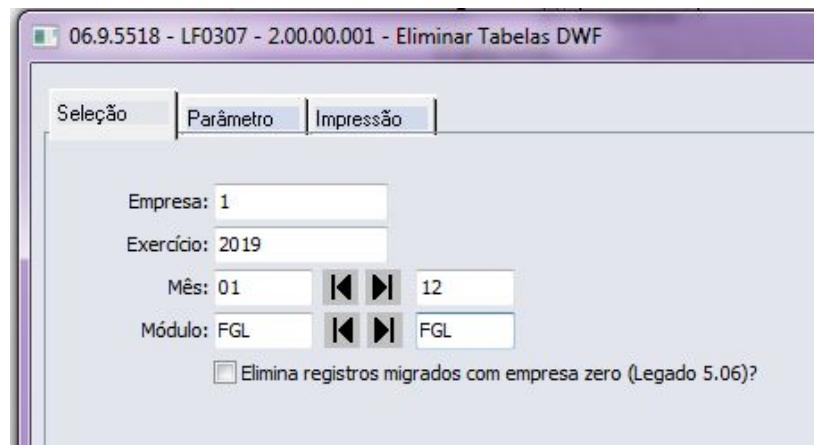 06.9.5518 - LF0307 - 2.00.00.001 - Eliminar Tabelas DWF
Seleção Parâmetro Impressão
Empresa: 1
Exercício: 2019
Mês: 01 12
Módulo: FGL FGL
Elimina registros migrados com empresa zero (Legado 5.06)?